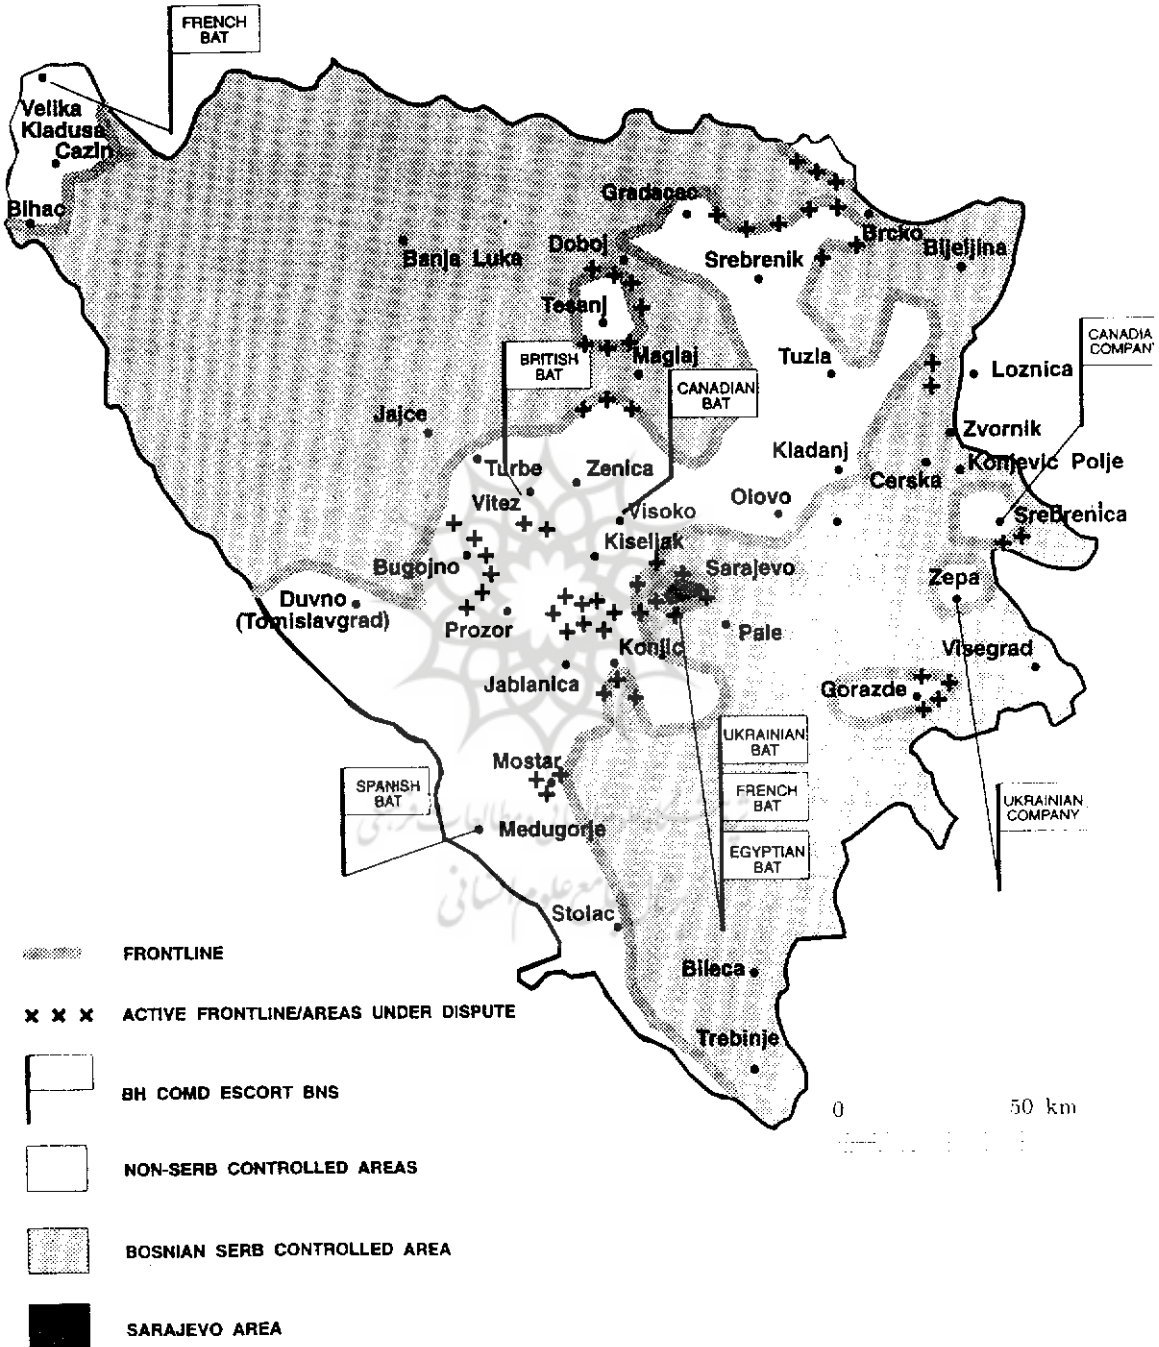 FRENCH
BAT
Velika
Kladusa
Cazin
Bihac
Gradacac
Brcko
Bijeljina
Banja Luka
Doboj
Srebrenik
Tesanj
CANADIA
COMPANY
BRITISH
BAT
Maglaj
Tuzla
Loznica
CANADIAN
BAT
Jajce
Zvornik
Kladanj
Turbe
Zenica
Konjevic Polje
Cerska
Vitez
Olovo
Visoko
Srebrenica
Kiseljak
Bugojno
Sarajevo
Zepa
Duvno
(Tomislavgrad)
Prozor
Pale
Konjic
Visegrad
Jablanica
Gorazde
UKRAINIAN
BAT
Mostar
SPANISH
BAT
FRENCH
BAT
UKRAINIAN
COMPANY
Medugorje
EGYPTIAN
BAT
Stolac
FRONTLINE
Bileca
ACTIVE FRONTLINE/AREAS UNDER DISPUTE
Trebinje
BH COMD ESCORT BNS
0 50 km
NON-SERB CONTROLLED AREAS
BOSNIAN SERB CONTROLLED AREA
SARAJEVO AREA